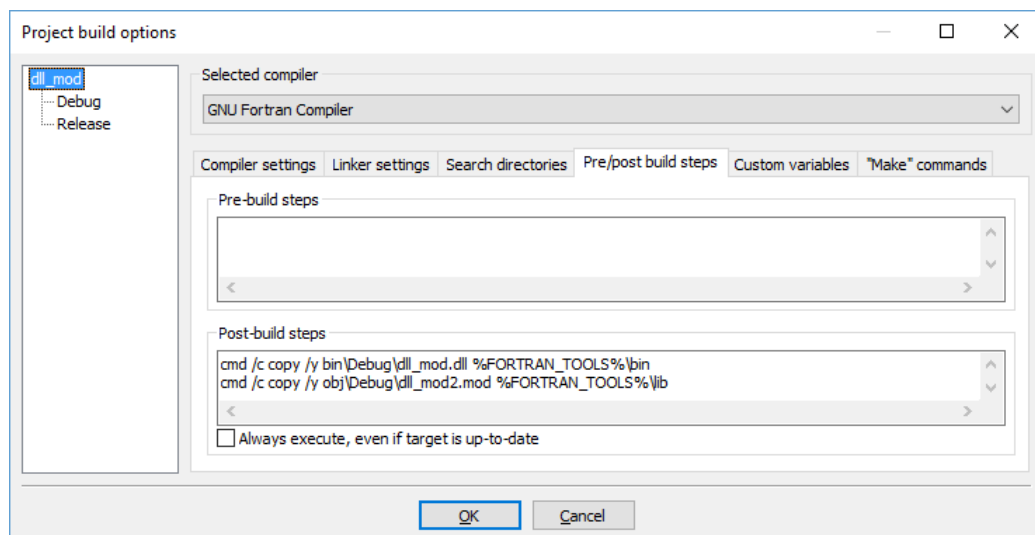 Project build options
dll_mod
Debug
Release
Selected compiler
GNU Fortran Compiler
Compiler settings
Linker settings
Search directories
Pre/post build steps
Custom variables
"Make" commands
Pre-build steps
Post-build steps
cmd /c copy /y bin\Debug\dll_mod.dll %FORTRAN_TOOLS%\bin
cmd /c copy /y obj\Debug\dll_mod2.mod %FORTRAN_TOOLS%\lib
Always execute, even if target is up-to-date
OK
Cancel